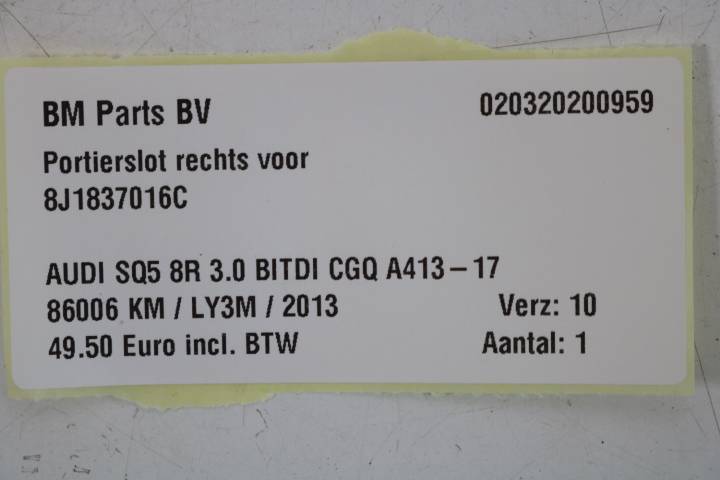 BM Parts BV 020320200959
Portierslot rechts voor
8J1837016C
AUDI SQ5 8R 3.0 BITDI CGQ A413-17
86006 KM / LY3M / 2013 Verz: 10
49.50 Euro incl. BTW Aantal: 1